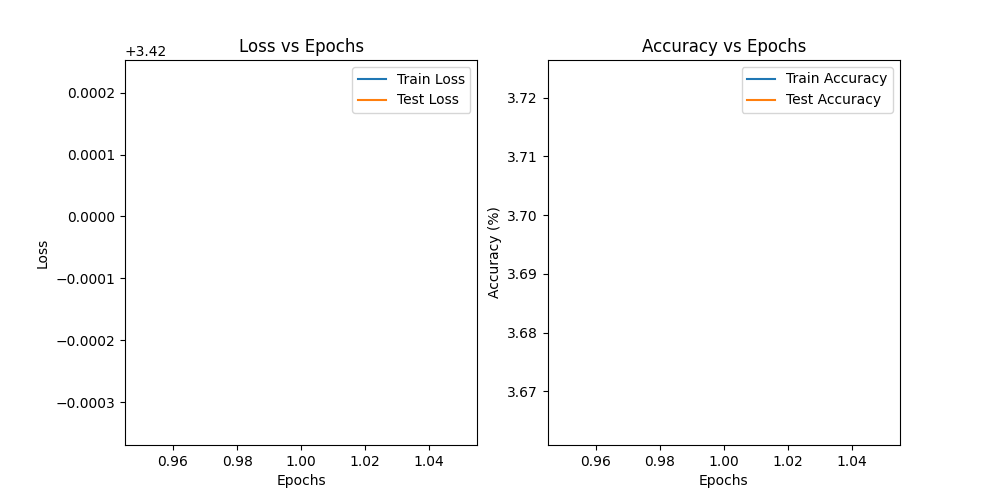 Loss vs Epochs
+3.42
Train Loss
Test Loss
0.0002
0.0001
0.0000
−0.0001
−0.0002
−0.0003
Loss
0.96 0.98 1.00 1.02 1.04
Epochs
Accuracy vs Epochs
Train Accuracy
Test Accuracy
3.72
3.71
3.70
3.69
3.68
3.67
Accuracy (%)
0.96 0.98 1.00 1.02 1.04
Epochs